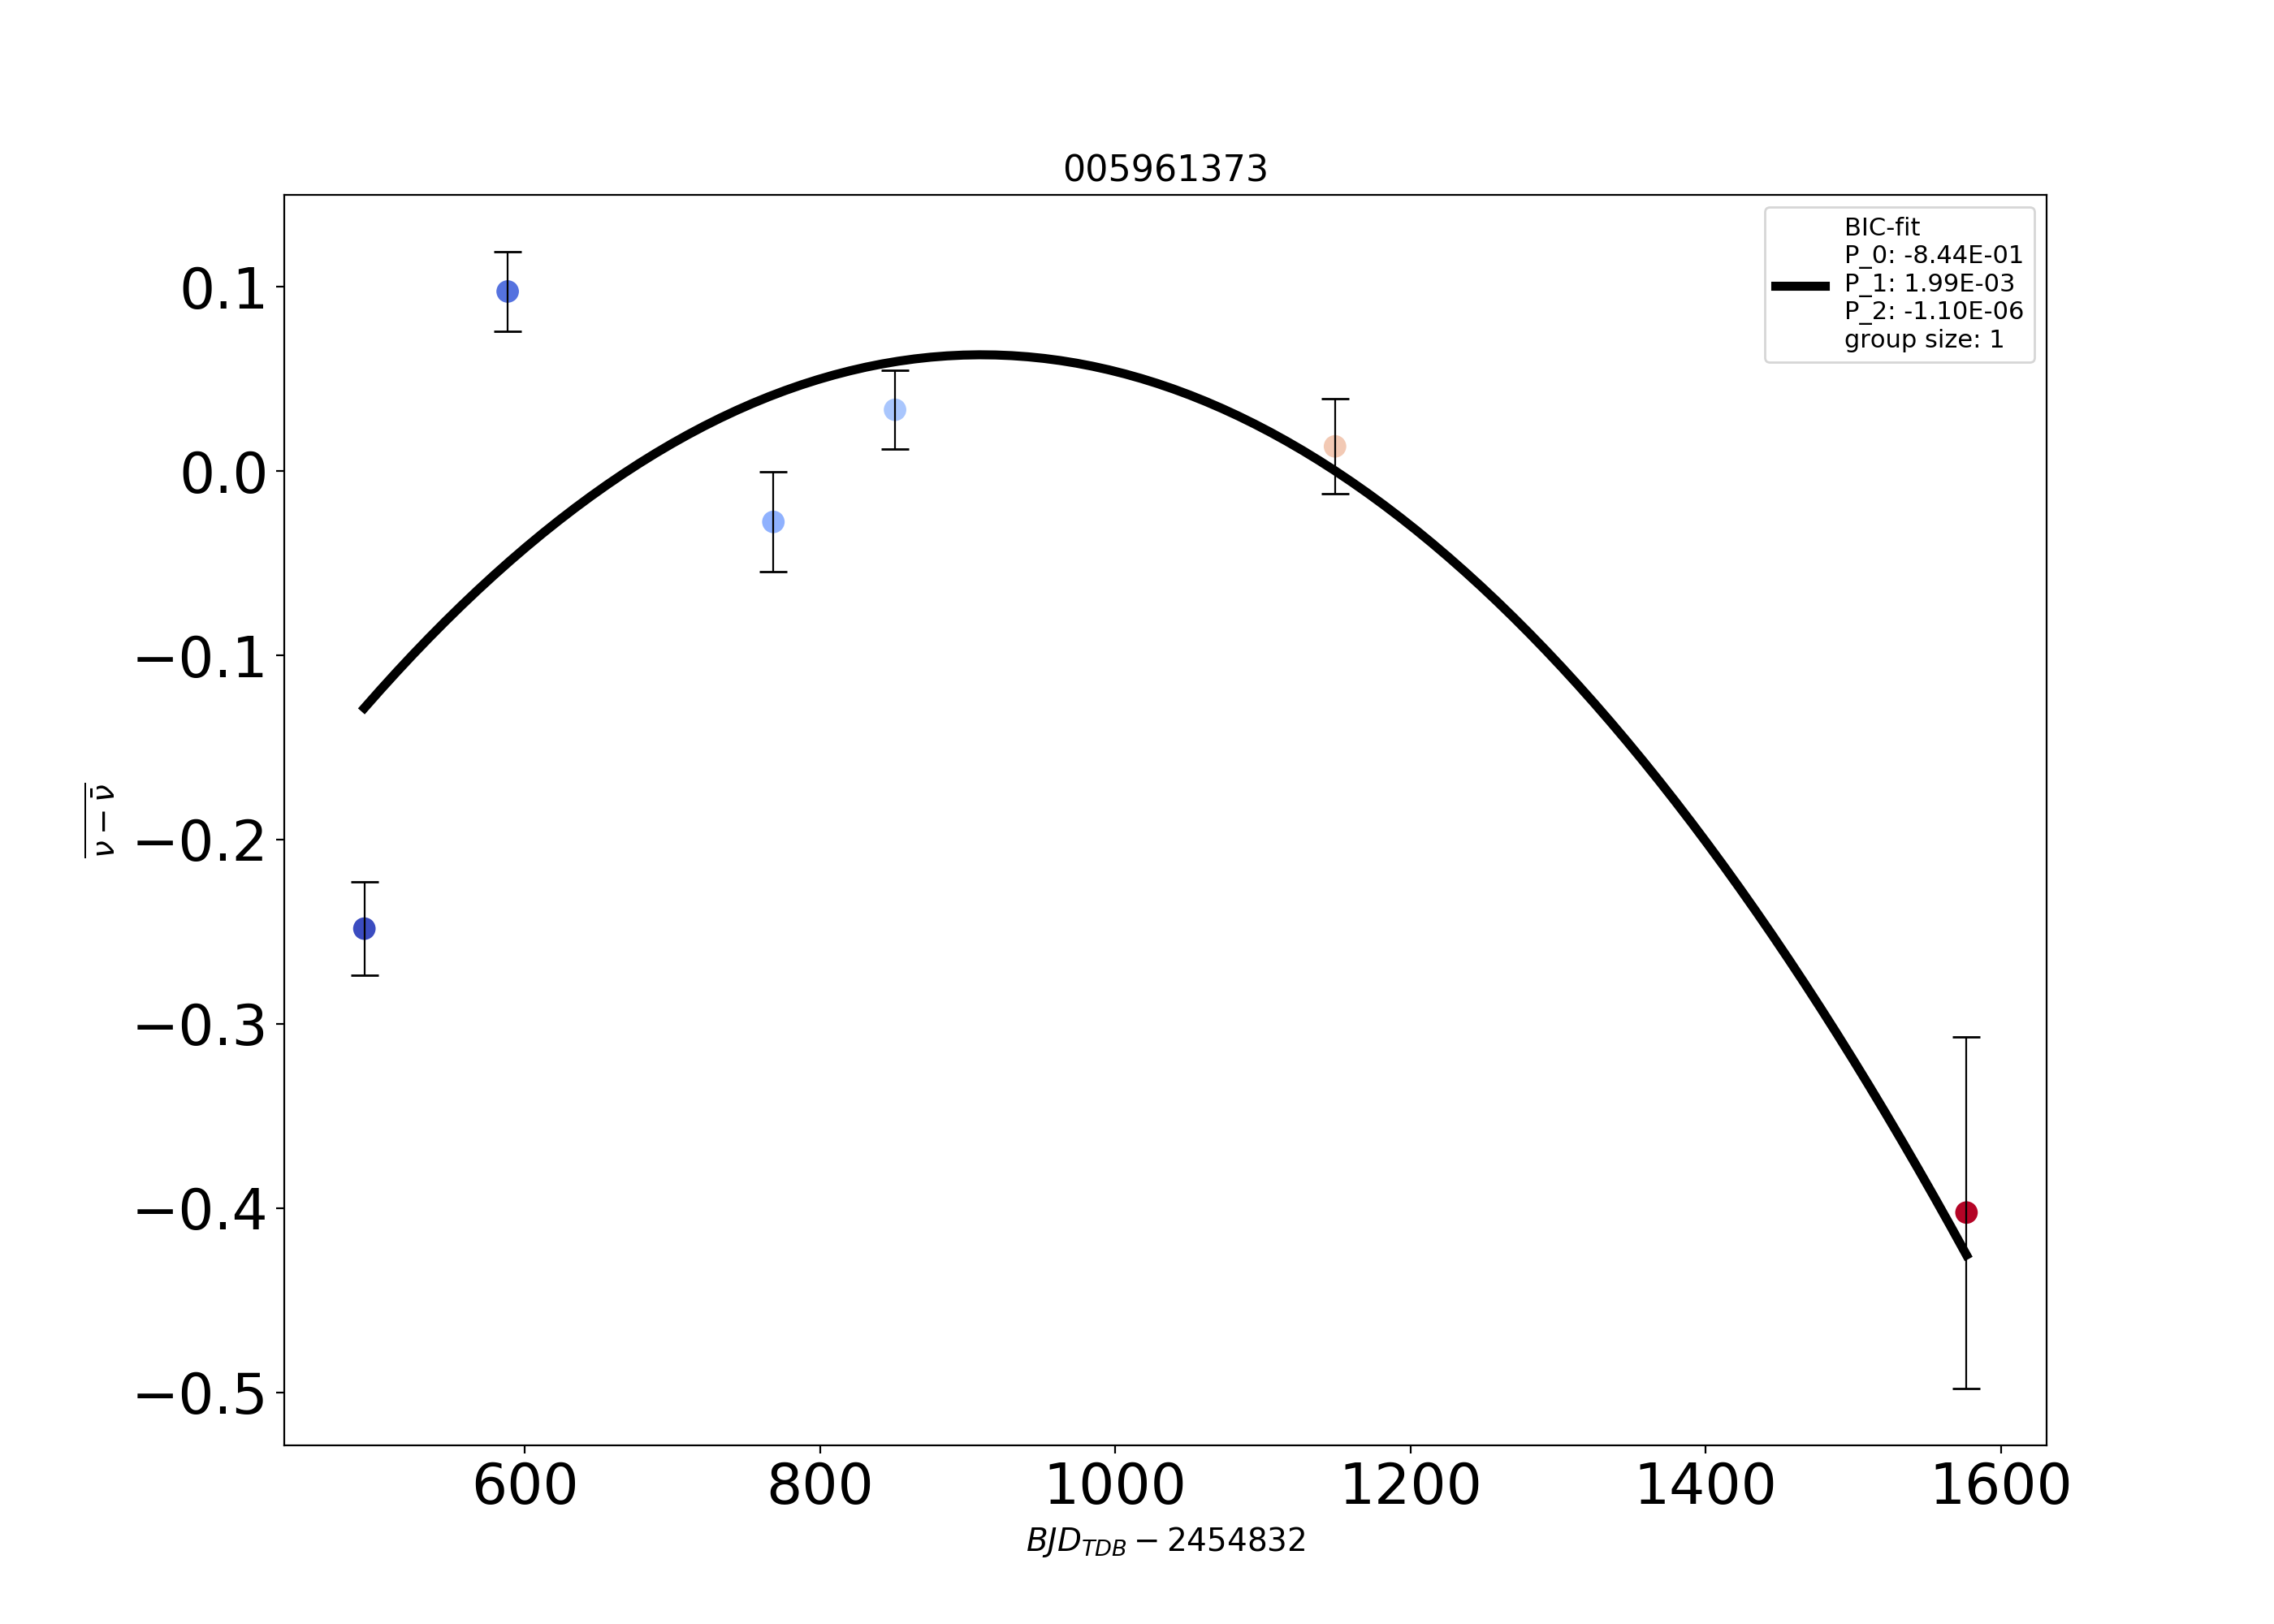 005961373
BIC-fit
P_0: -8.44E-01
P_1: 1.99E-03
P_2: -1.10E-06
group size: 1
0.1
0.0
−0.1
−0.2
−0.3
−0.4
−0.5
ν − ν̄
600 800 1000 1200 1400 1600
BJD_TDB − 2454832